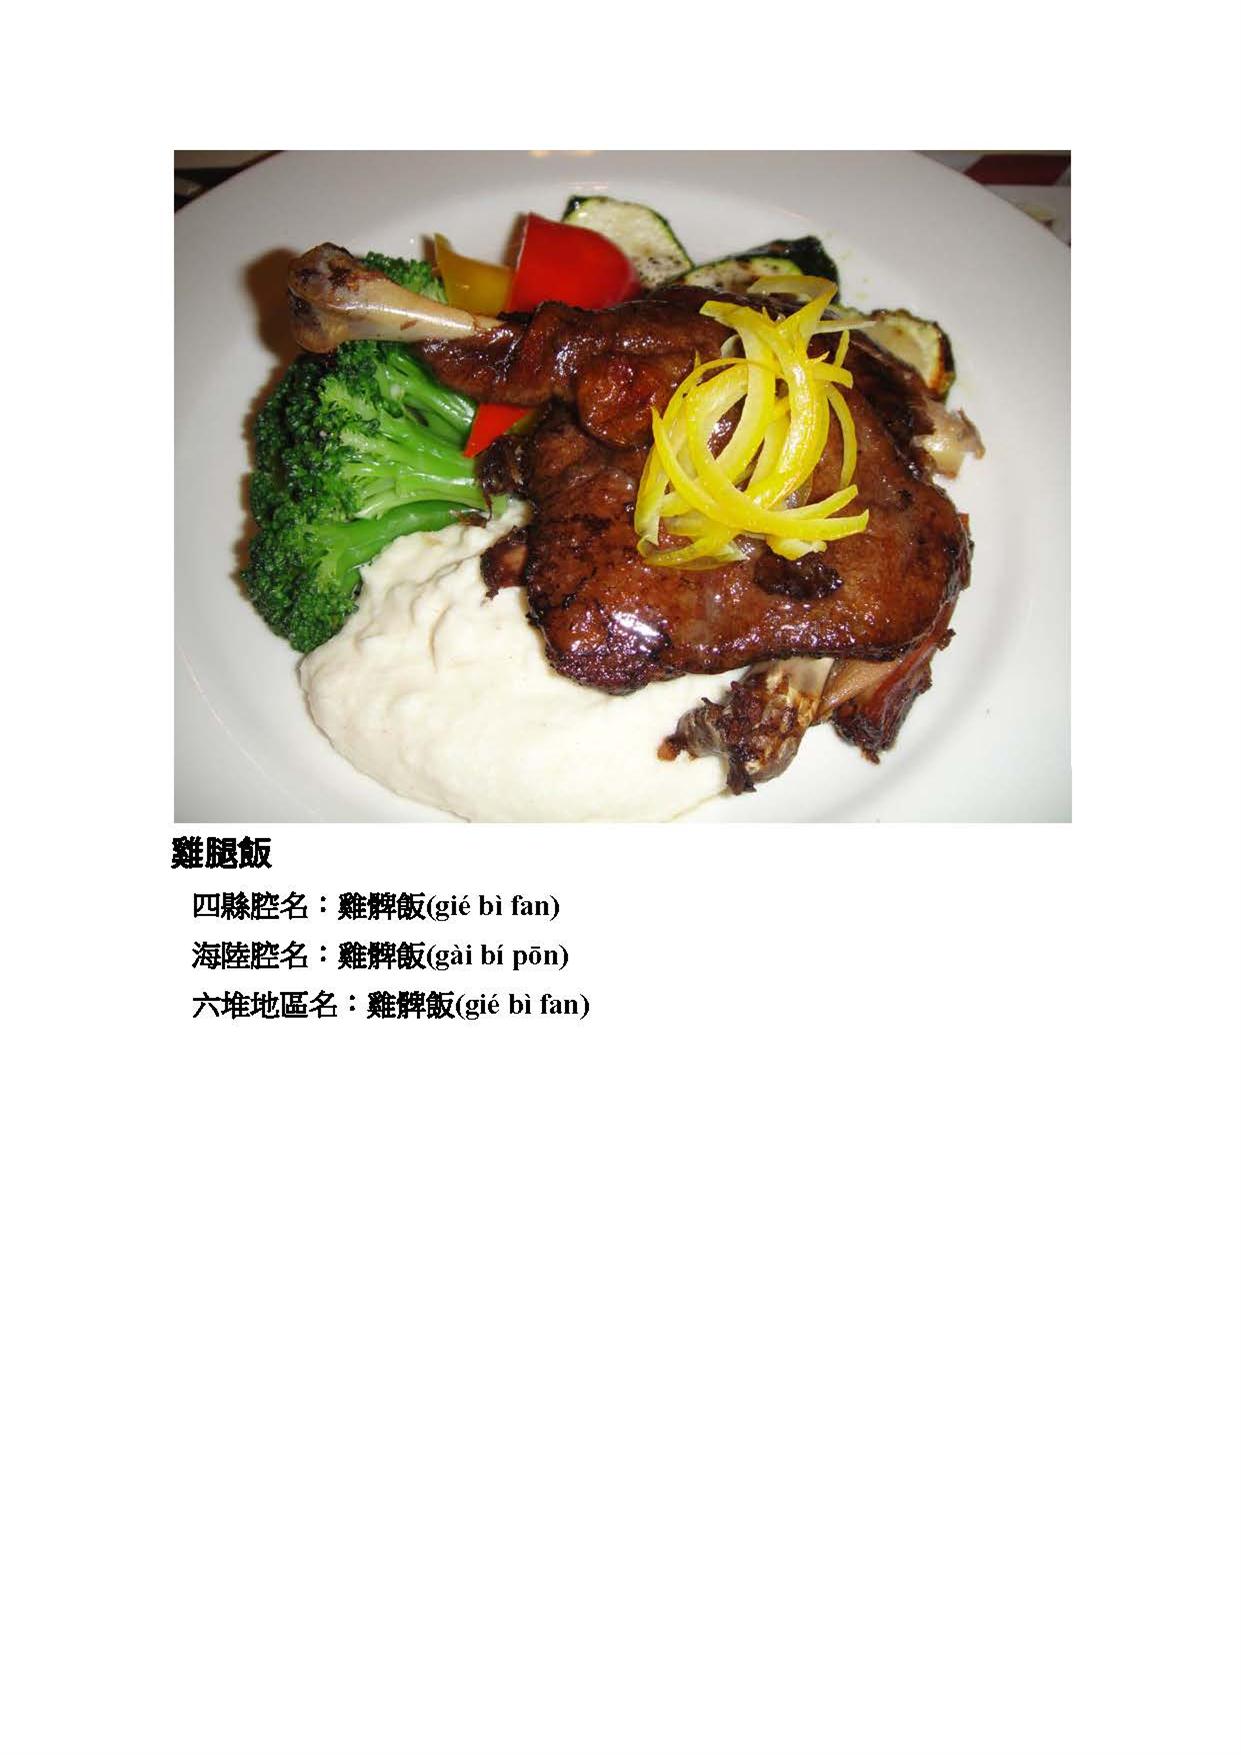 雞腿飯
四縣腔名：雞髀飯(gié bì fan)
海陸腔名：雞髀飯(gài bí pōn)
六堆地區名：雞髀飯(gié bì fan)